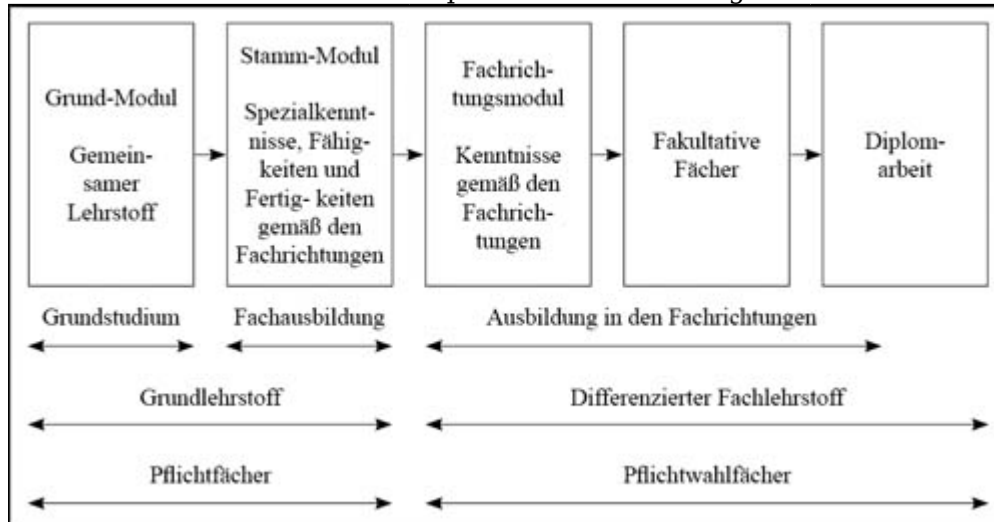 Grund-Modul
Gemein-
samer
Lehrstoff
Stamm-Modul
Spezialkennt-
nisse, Fähig-
keiten und
Fertig- keiten
gemäß den
Fachrichtungen
Fachrich-
tungsmodul
Kenntnisse
gemäß den
Fachrich-
tungen
Fakultative
Fächer
Diplom-
arbeit
Grundstudium
Fachausbildung
Ausbildung in den Fachrichtungen
Grundlehrstoff
Differenzierter Fachlehrstoff
Pflichtfächer
Pflichtwahlfächer